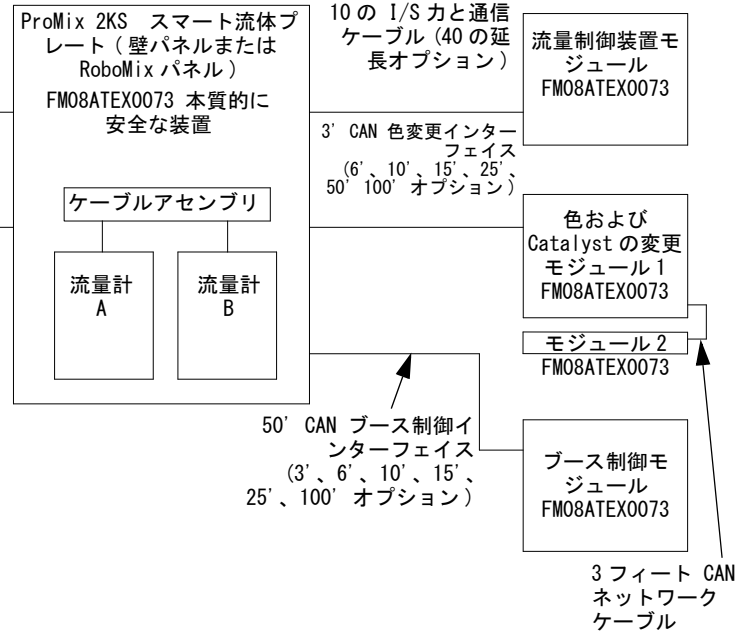 ProMix 2KS スマート流体プ
レート ( 壁パネルまたは
RoboMix パネル )
FM08ATEX0073 本質的に
安全な装置
ケーブルアセンブリ
流量計
A
流量計
B
10 の I/S 力と通信
ケーブル (40 の延
長オプション )
3' CAN 色変更インター
フェイス
(6'、10'、15'、25'、
50' 100' オプション )
50' CAN ブース制御イ
ンターフェイス
(3'、6'、10'、15'、
25'、100' オプション )
流量制御装置モ
ジュール
FM08ATEX0073
色および
Catalyst の変更
モジュール 1
FM08ATEX0073
モジュール 2
FM08ATEX0073
ブース制御モ
ジュール
FM08ATEX0073
3 フィート CAN
ネットワーク
ケーブル